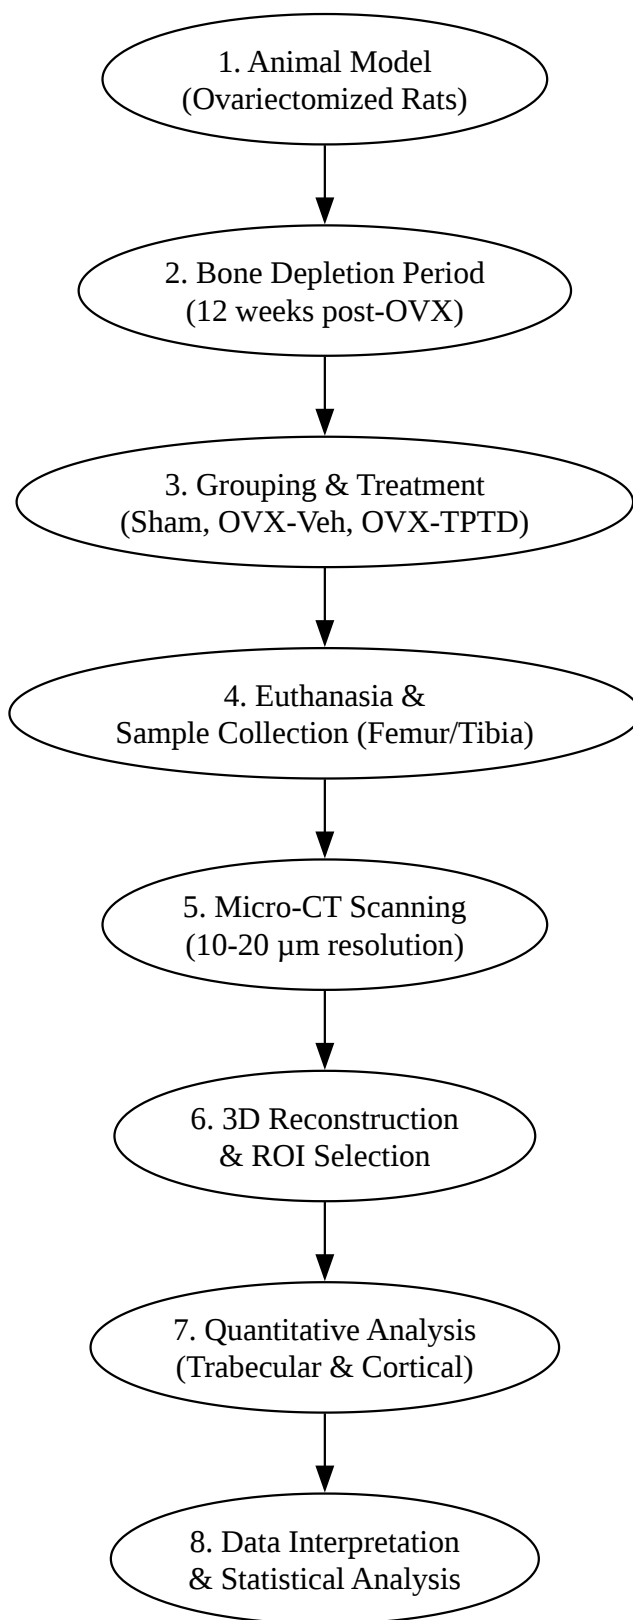 1. Animal Model
(Ovariectomized Rats)
2. Bone Depletion Period
(12 weeks post-OVX)
3. Grouping & Treatment
(Sham, OVX-Veh, OVX-TPTD)
4. Euthanasia &
Sample Collection (Femur/Tibia)
5. Micro-CT Scanning
(10-20 µm resolution)
6. 3D Reconstruction
& ROI Selection
7. Quantitative Analysis
(Trabecular & Cortical)
8. Data Interpretation
& Statistical Analysis